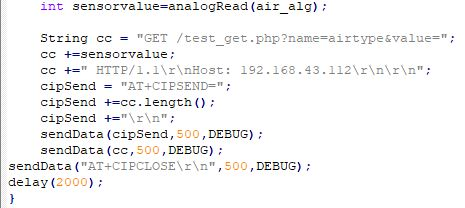 int sensorvalue=analogRead(air_alg);
String cc = "GET /test_get.php?name=airtype&value=";
cc +=sensorvalue;
cc +=" HTTP/1.1\r\nHost: 192.168.43.112\r\n\r\n";
cipSend = "AT+CIPSEND=";
cipSend +=cc.length();
cipSend +="\r\n";
sendData(cipSend,500,DEBUG);
sendData(cc,500,DEBUG);
sendData("AT+CIPCLOSE\r\n",500,DEBUG);
delay(2000);
}